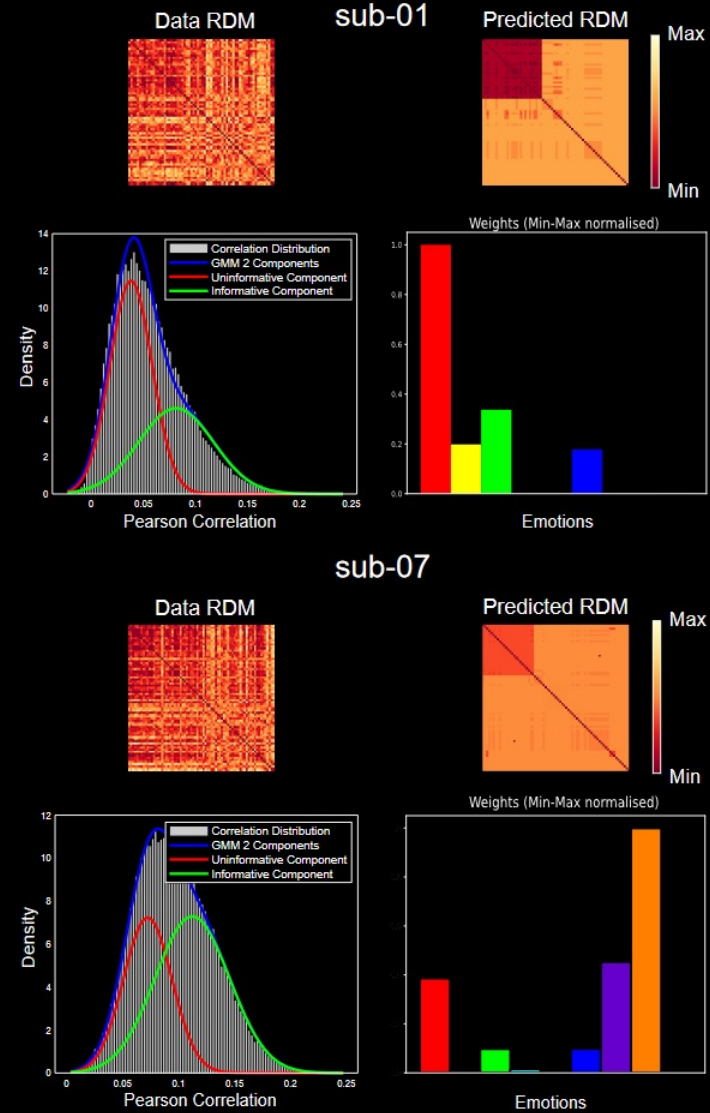 sub-01
Data RDM
Predicted RDM
Max
Min
14
12
10
8
6
4
2
0
Density
Correlation Distribution
GMM 2 Components
Uninformative Component
Informative Component
0
0.05
0.1
0.15
0.2
0.25
Pearson Correlation
Weights (Min-Max normalised)
1.0
0.8
0.6
0.4
0.2
0.0
Emotions
sub-07
Data RDM
Predicted RDM
Max
Min
12
10
8
6
4
2
0
Density
Correlation Distribution
GMM 2 Components
Uninformative Component
Informative Component
0
0.05
0.1
0.15
0.2
0.25
Pearson Correlation
Weights (Min-Max normalised)
Emotions